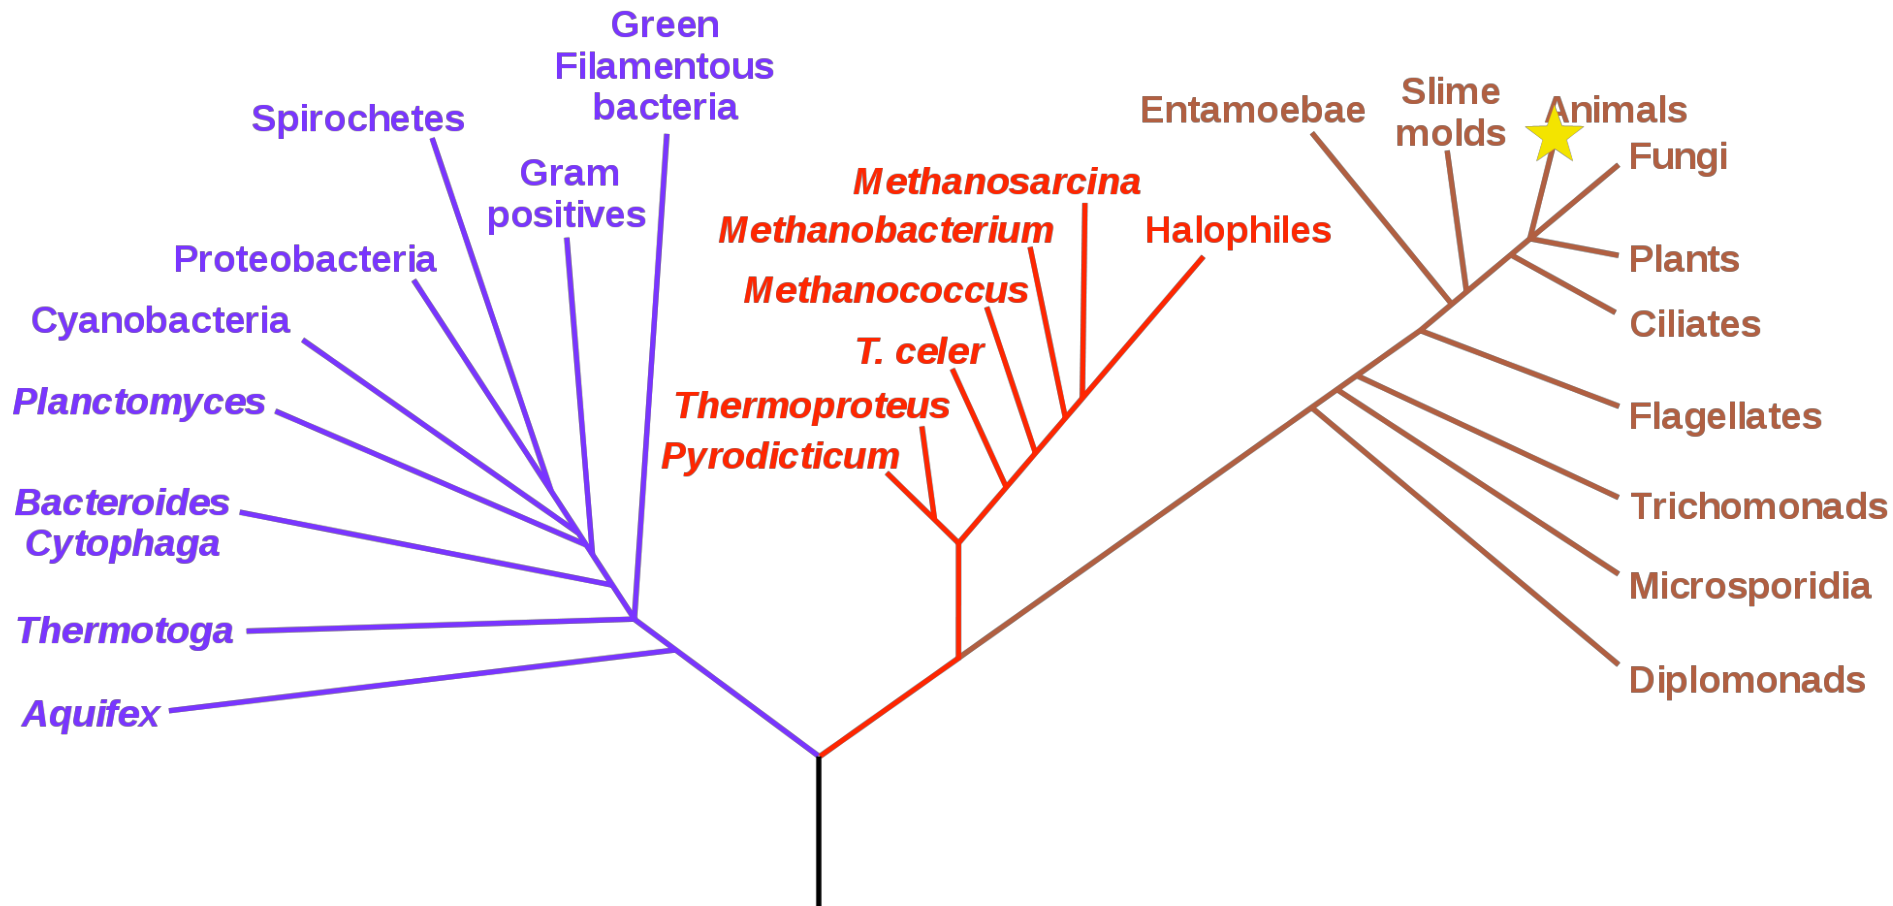 Green
Filamentous
bacteria
Spirochetes
Gram
positives
Proteobacteria
Cyanobacteria
Planctomyces
Bacteroides
Cytophaga
Thermotoga
Aquifex
Methanosarcina
Methanobacterium
Halophiles
Methanococcus
T. celer
Thermoproteus
Pyrodicticum
Entamoebae
Slime
molds
Animals
Fungi
Plants
Ciliates
Flagellates
Trichomonads
Microsporidia
Diplomonads